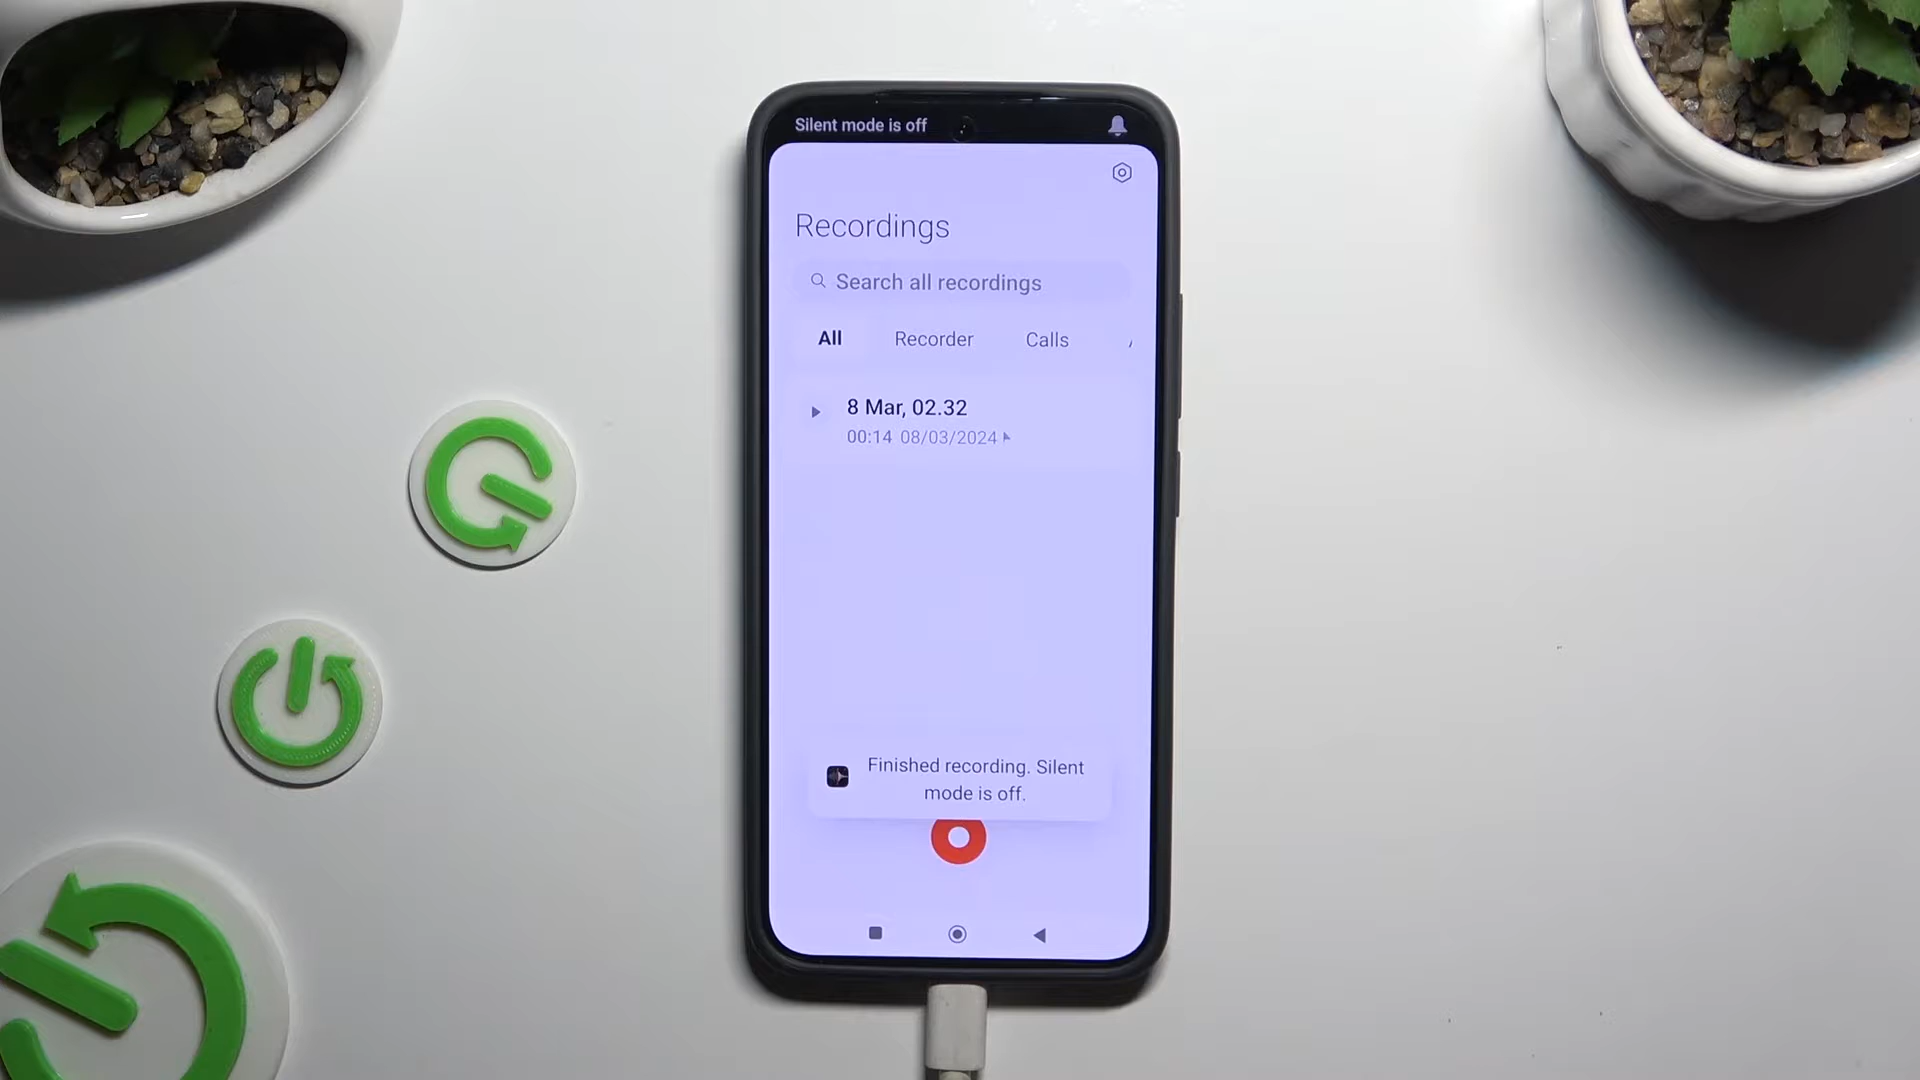 Silent mode is off
Recordings
Search all recordings
All Recorder Calls
8 Mar, 02.32
00:14 08/03/2024
Finished recording. Silent
mode is off.